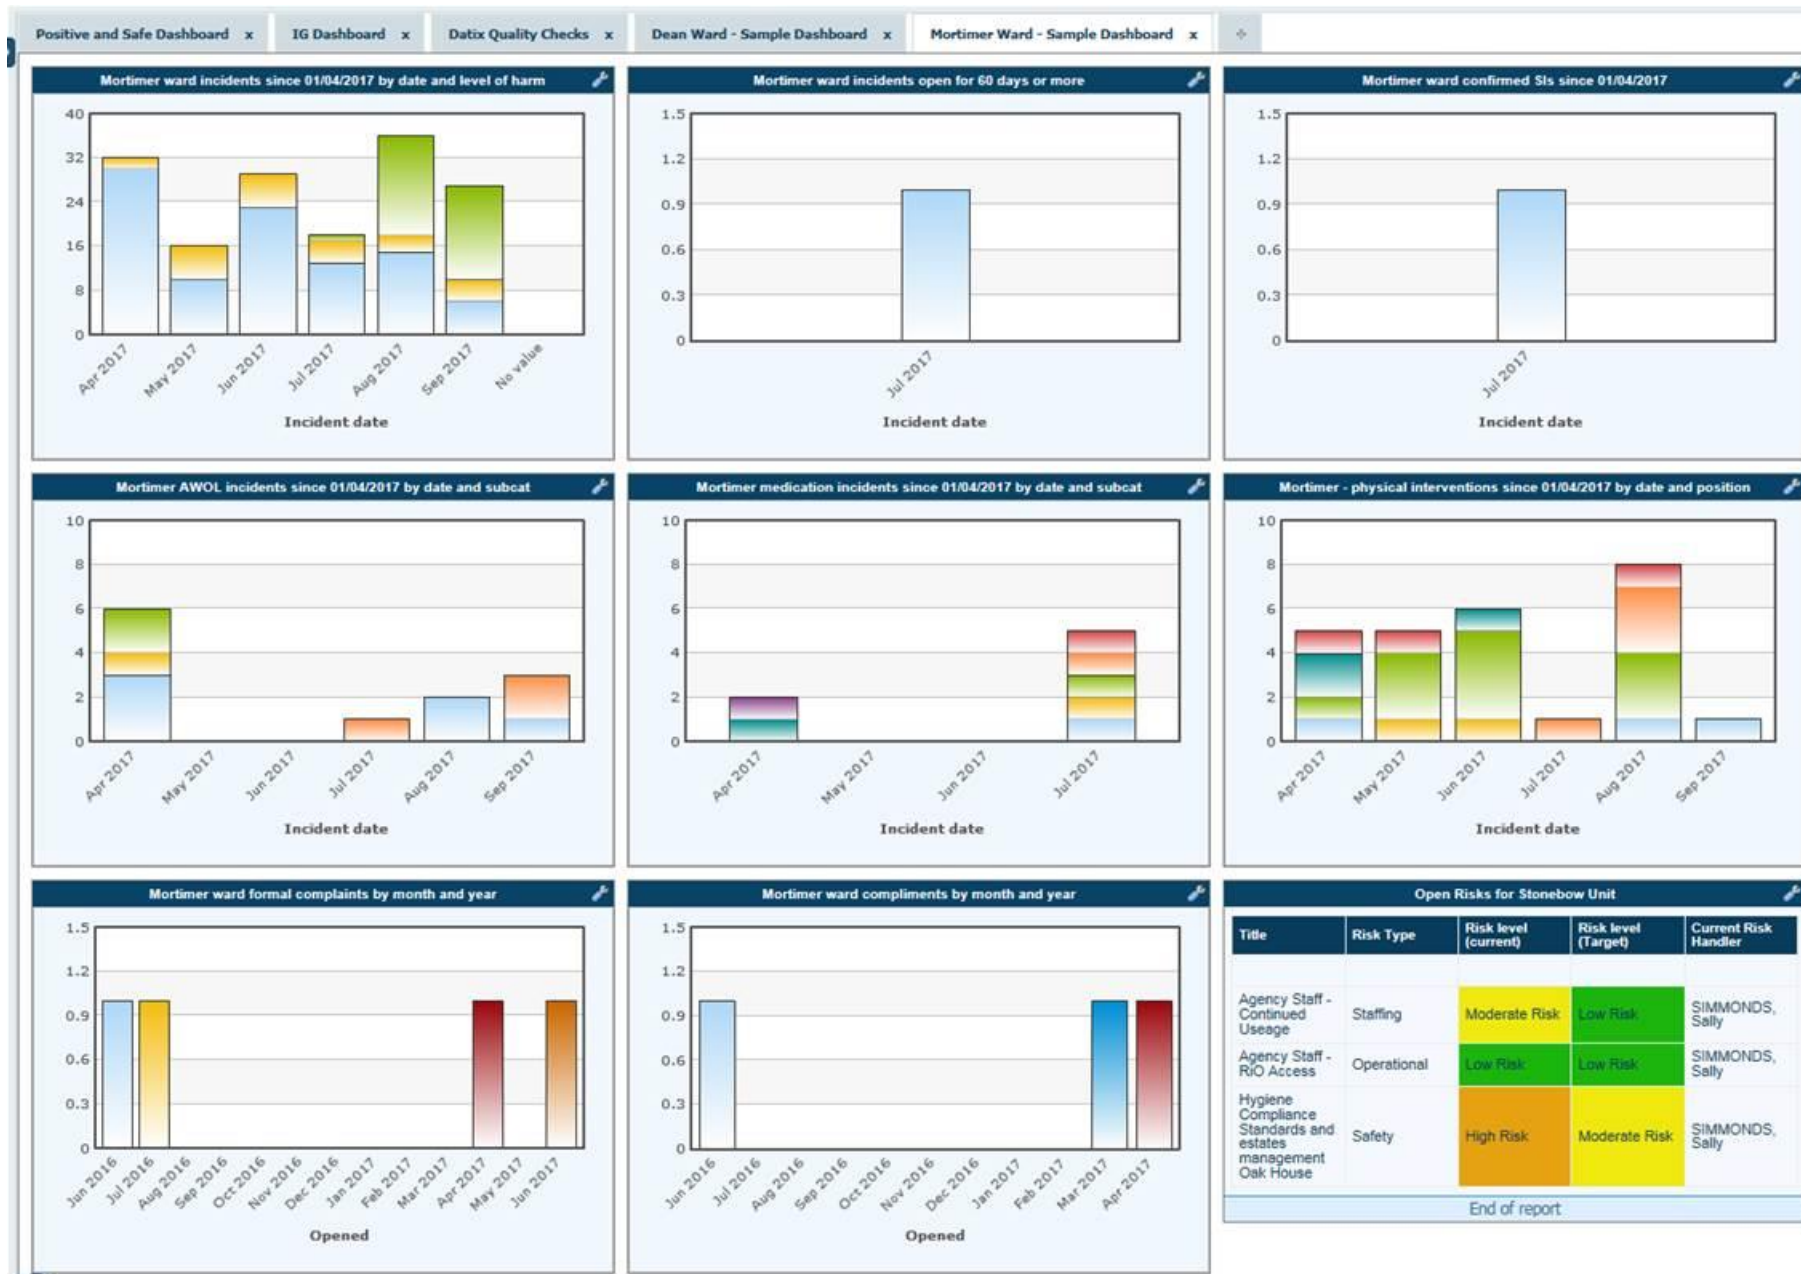 Positive and Safe Dashboard x
IG Dashboard x
Datix Quality Checks x
Dean Ward - Sample Dashboard x
Mortimer Ward - Sample Dashboard x
Mortimer ward incidents since 01/04/2017 by date and level of harm
40
32
24
16
8
0
Apr 2017
May 2017
Jun 2017
Jul 2017
Aug 2017
Sep 2017
No value
Incident date
Mortimer ward incidents open for 60 days or more
1.5
1.2
0.9
0.6
0.3
0
Jul 2017
Incident date
Mortimer ward confirmed SIs since 01/04/2017
1.5
1.2
0.9
0.6
0.3
0
Jul 2017
Incident date
Mortimer AWOL incidents since 01/04/2017 by date and subcat
10
8
6
4
2
0
Apr 2017
May 2017
Jun 2017
Jul 2017
Aug 2017
Sep 2017
Incident date
Mortimer medication incidents since 01/04/2017 by date and subcat
10
8
6
4
2
0
Apr 2017
May 2017
Jun 2017
Jul 2017
Incident date
Mortimer - physical interventions since 01/04/2017 by date and position
10
8
6
4
2
0
Apr 2017
May 2017
Jun 2017
Jul 2017
Aug 2017
Sep 2017
Incident date
Mortimer ward formal complaints by month and year
1.5
1.2
0.9
0.6
0.3
0
Jun 2016
Jul 2016
Aug 2016
Sep 2016
Oct 2016
Nov 2016
Dec 2016
Jan 2017
Feb 2017
Mar 2017
Apr 2017
May 2017
Jun 2017
Opened
Mortimer ward compliments by month and year
1.5
1.2
0.9
0.6
0.3
0
Jun 2016
Jul 2016
Aug 2016
Sep 2016
Oct 2016
Nov 2016
Dec 2016
Jan 2017
Feb 2017
Mar 2017
Apr 2017
Opened
Open Risks for Stonebow Unit
Title
Risk Type
Risk level
(current)
Risk level
(Target)
Current Risk
Handler
Agency Staff -
Continued
Useage
Staffing
Moderate Risk
Low Risk
SIMMONDS,
Sally
Agency Staff -
RiO Access
Operational
Low Risk
Low Risk
SIMMONDS,
Sally
Hygiene
Compliance
Standards and
estates
management
Oak House
Safety
High Risk
Moderate Risk
SIMMONDS,
Sally
End of report